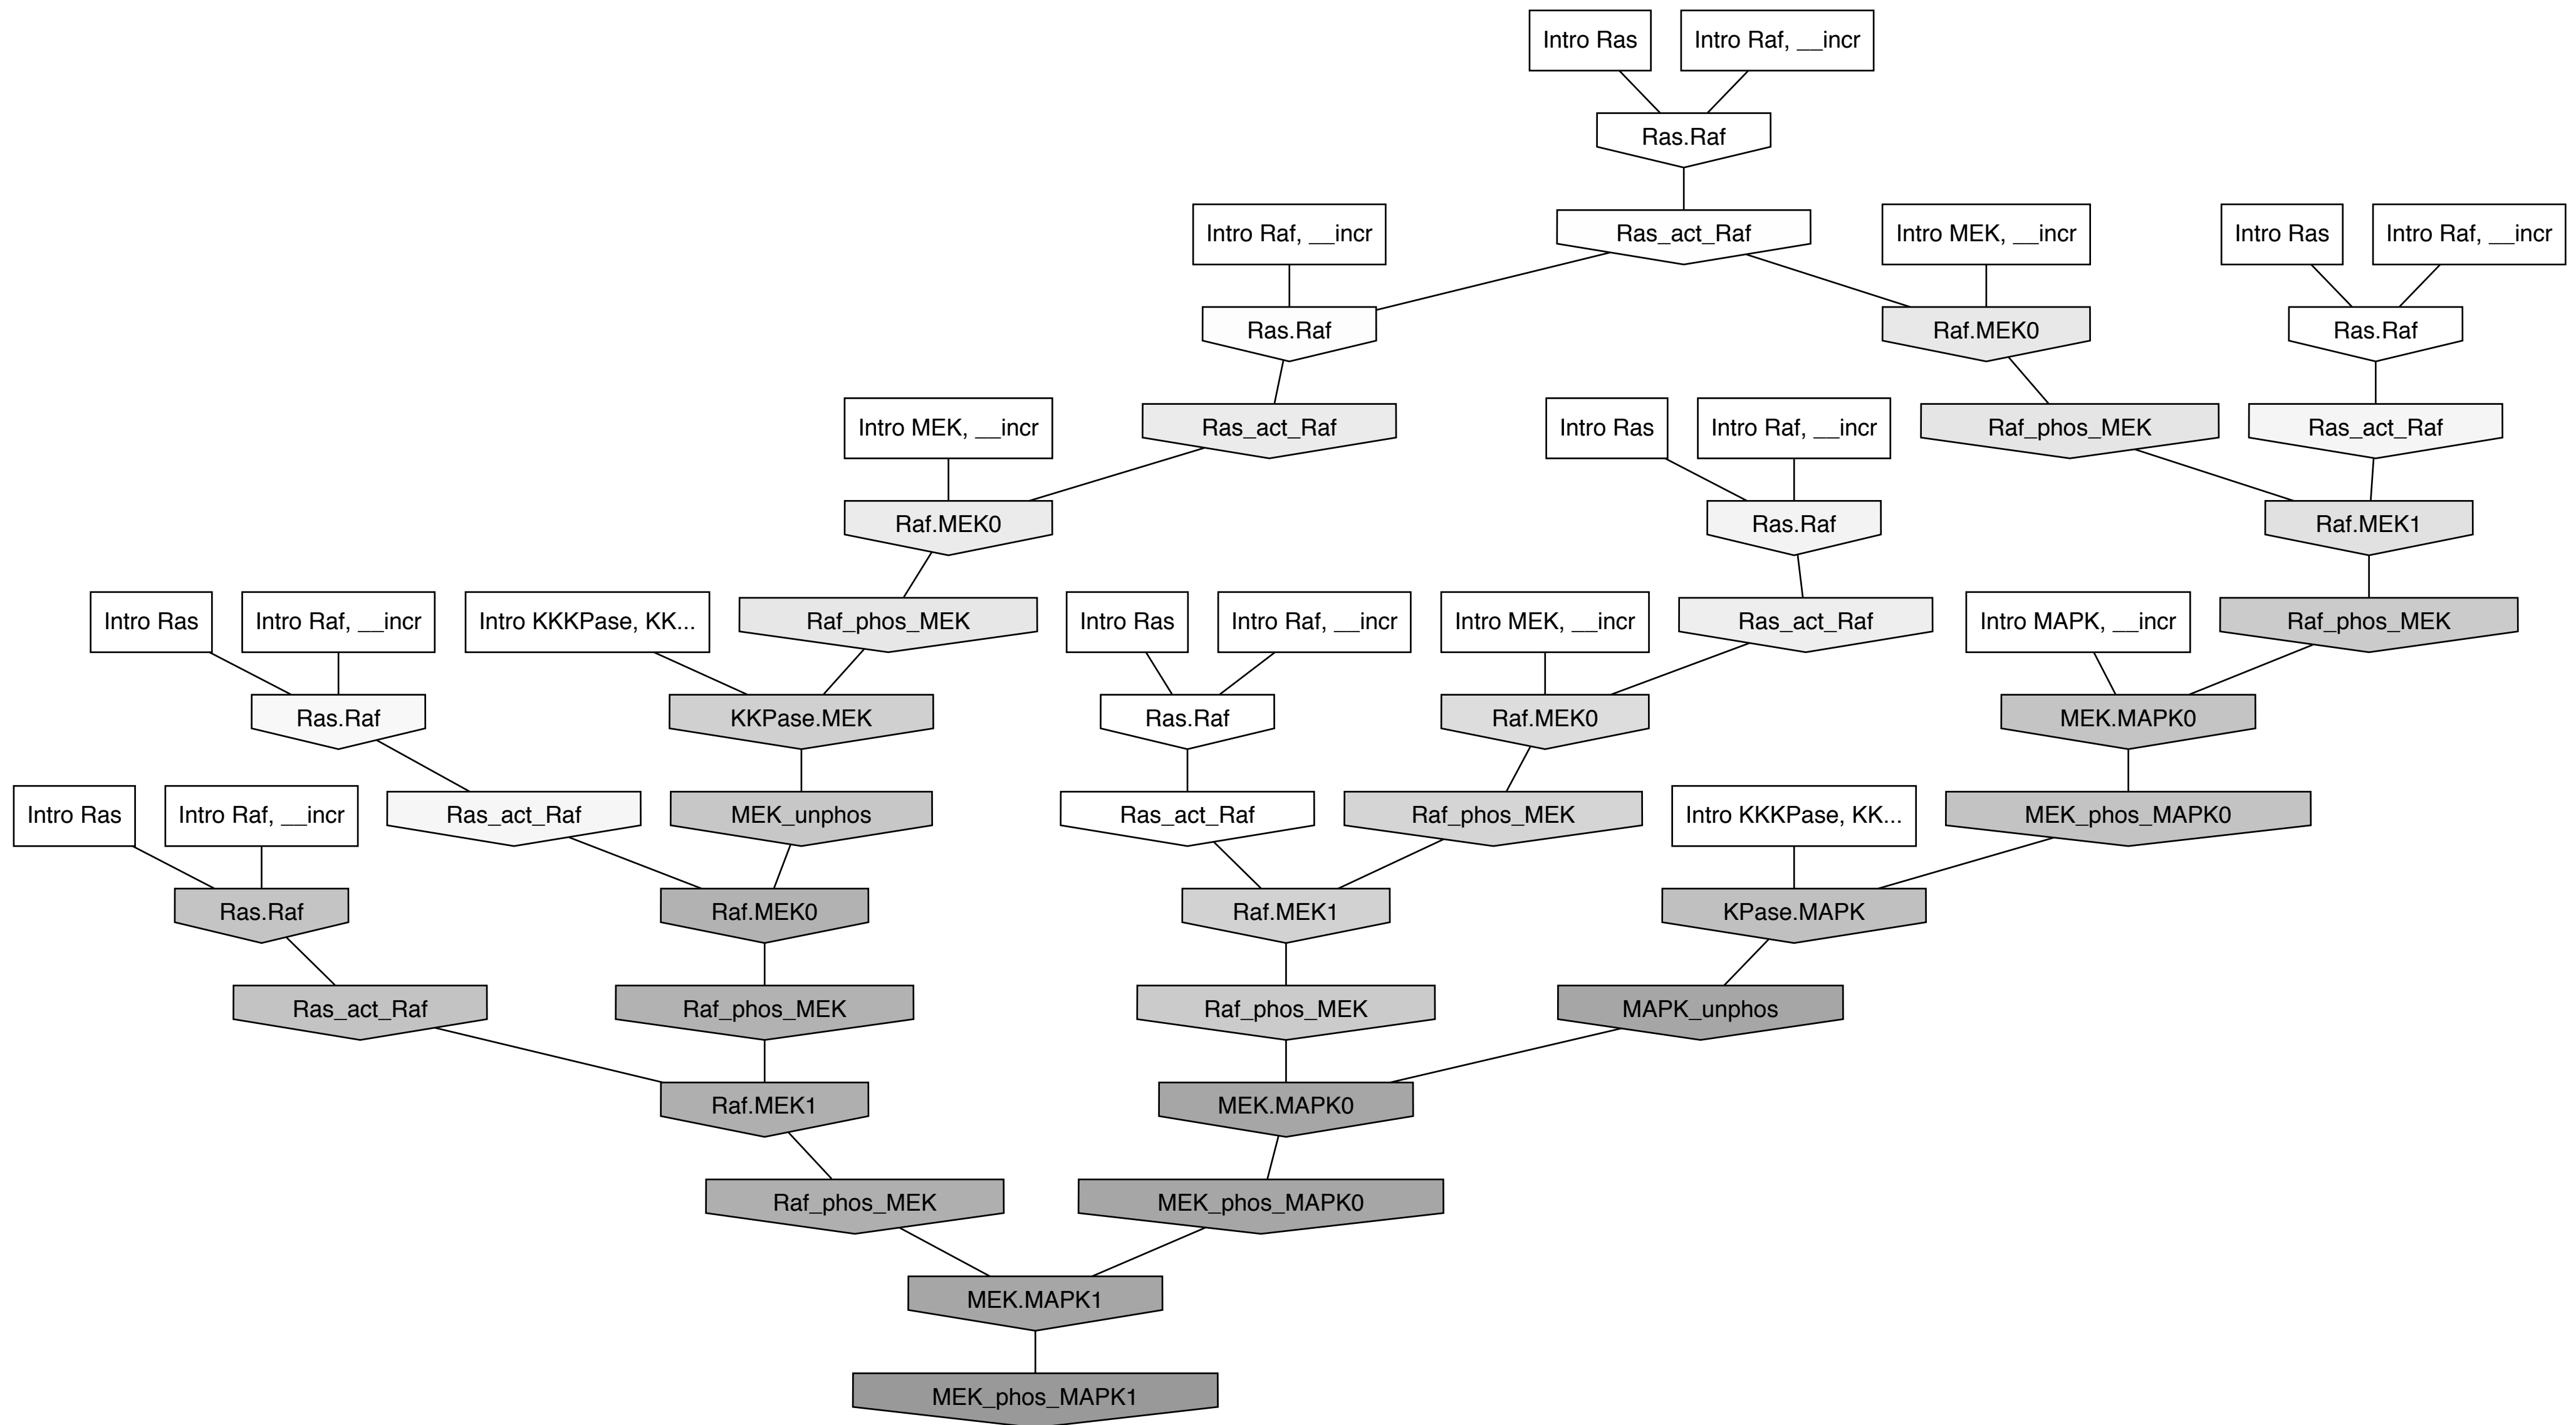 Intro Ras
Intro Raf, __incr
Ras.Raf
Intro Raf, __incr
Ras_act_Raf
Intro MEK, __incr
Intro Ras
Intro Raf, __incr
Ras.Raf
Raf.MEK0
Ras.Raf
Intro MEK, __incr
Ras_act_Raf
Intro Ras
Intro Raf, __incr
Raf_phos_MEK
Ras_act_Raf
Raf.MEK0
Ras.Raf
Raf.MEK1
Intro Ras
Intro Raf, __incr
Intro KKKPase, KK...
Raf_phos_MEK
Intro Ras
Intro Raf, __incr
Intro MEK, __incr
Ras_act_Raf
Intro MAPK, __incr
Raf_phos_MEK
Ras.Raf
KKPase.MEK
Ras.Raf
Raf.MEK0
MEK.MAPK0
Intro Ras
Intro Raf, __incr
Ras_act_Raf
MEK_unphos
Ras_act_Raf
Raf_phos_MEK
Intro KKKPase, KK...
MEK_phos_MAPK0
Ras.Raf
Raf.MEK0
Raf.MEK1
KPase.MAPK
Ras_act_Raf
Raf_phos_MEK
Raf_phos_MEK
MAPK_unphos
Raf.MEK1
MEK.MAPK0
Raf_phos_MEK
MEK_phos_MAPK0
MEK.MAPK1
MEK_phos_MAPK1